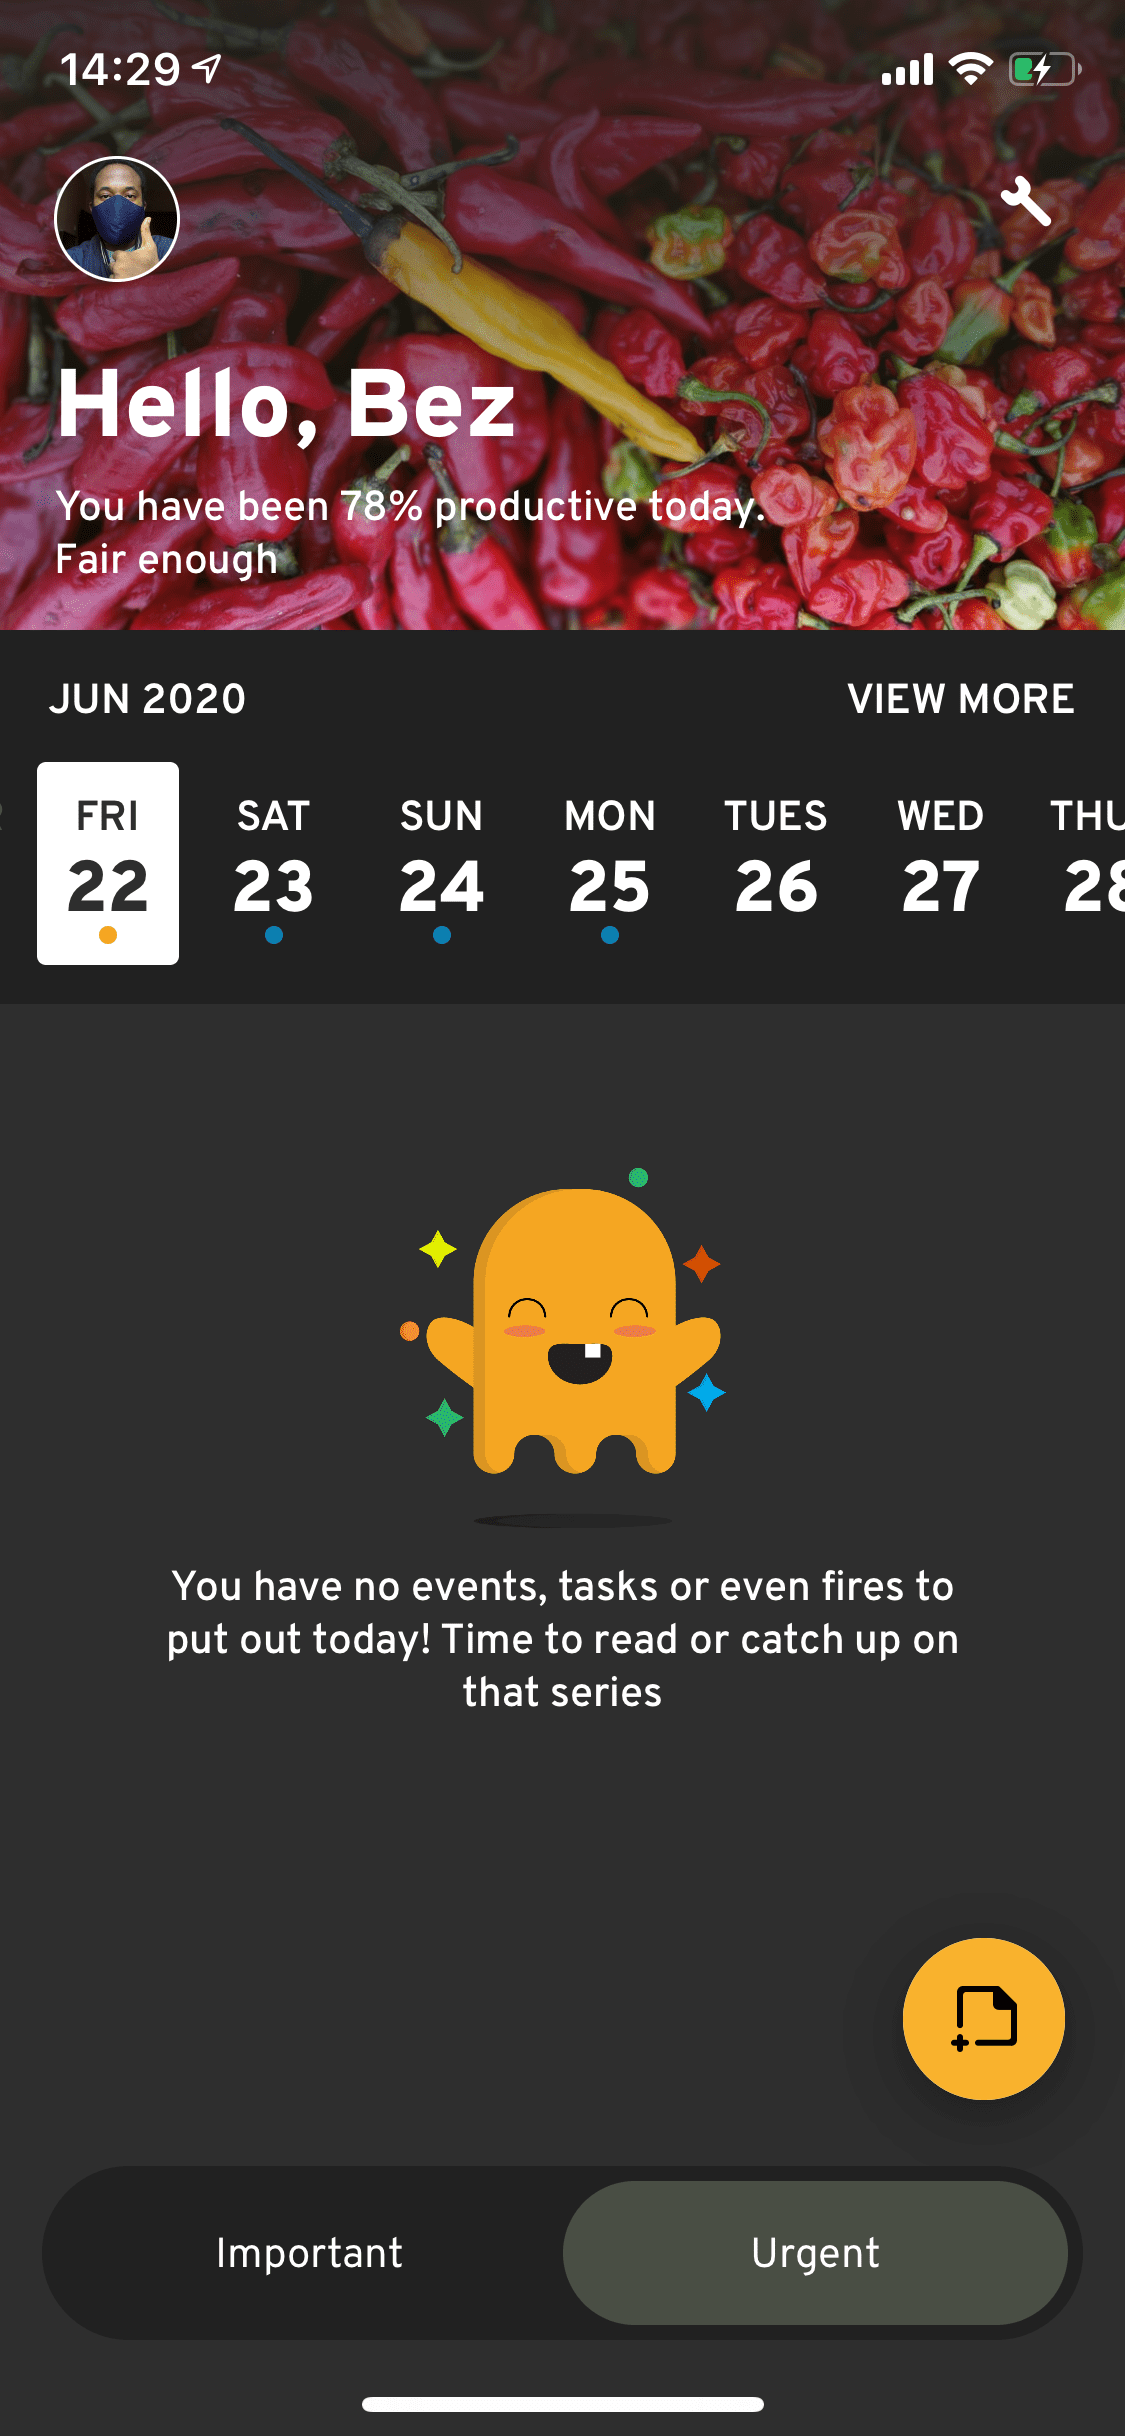 14:29
Hello, Bez
You have been 78% productive today.
Fair enough
JUN 2020
VIEW MORE
FRI SAT SUN MON TUES WED THU
22 23 24 25 26 27 28
You have no events, tasks or even fires to
put out today! Time to read or catch up on
that series
Important
Urgent